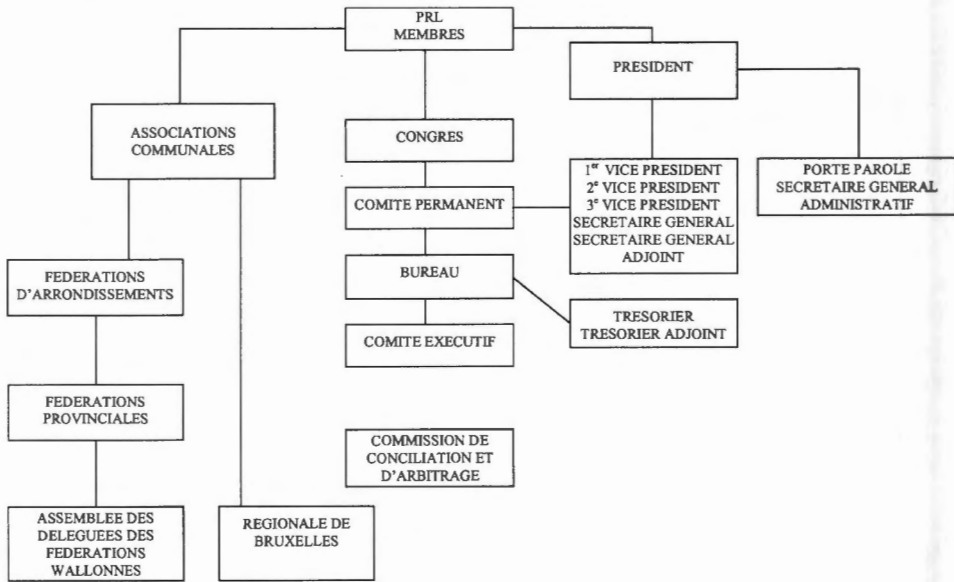 PRL
MEMBRES
PRESIDENT
ASSOCIATIONS
COMMUNALES
CONGRES
1er VICE PRESIDENT
2e VICE PRESIDENT
3e VICE PRESIDENT
SECRETAIRE GENERAL
SECRETAIRE GENERAL
ADJOINT
PORTE PAROLE
SECRETAIRE GENERAL
ADMINISTRATIF
COMITE PERMANENT
BUREAU
FEDERATIONS
D'ARRONDISSEMENTS
TRESORIER
TRESORIER ADJOINT
COMITE EXECUTIF
FEDERATIONS
PROVINCIALES
COMMISSION DE
CONCILIATION ET
D'ARBITRAGE
ASSEMBLEE DES
DELEGUEES DES
FEDERATIONS
WALLONNES
REGIONALE DE
BRUXELLES